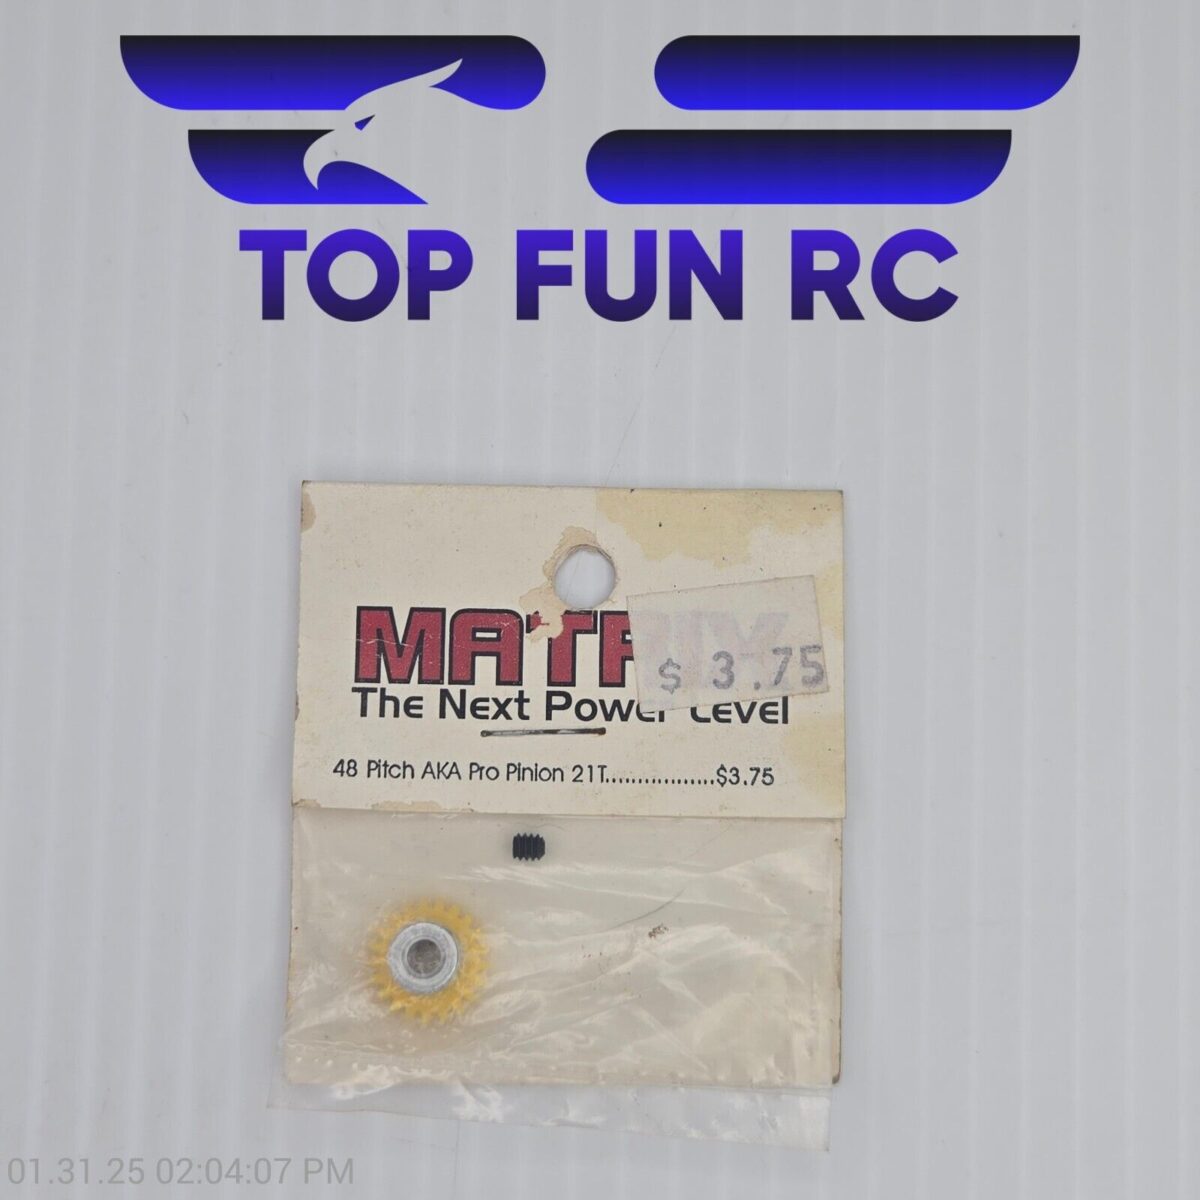 TOP FUN RC
MATRIX
$ 3.75
The Next Power Level
48 Pitch AKA Pro Pinion 21T.................$3.75
01.31.25 02:04:07 PM